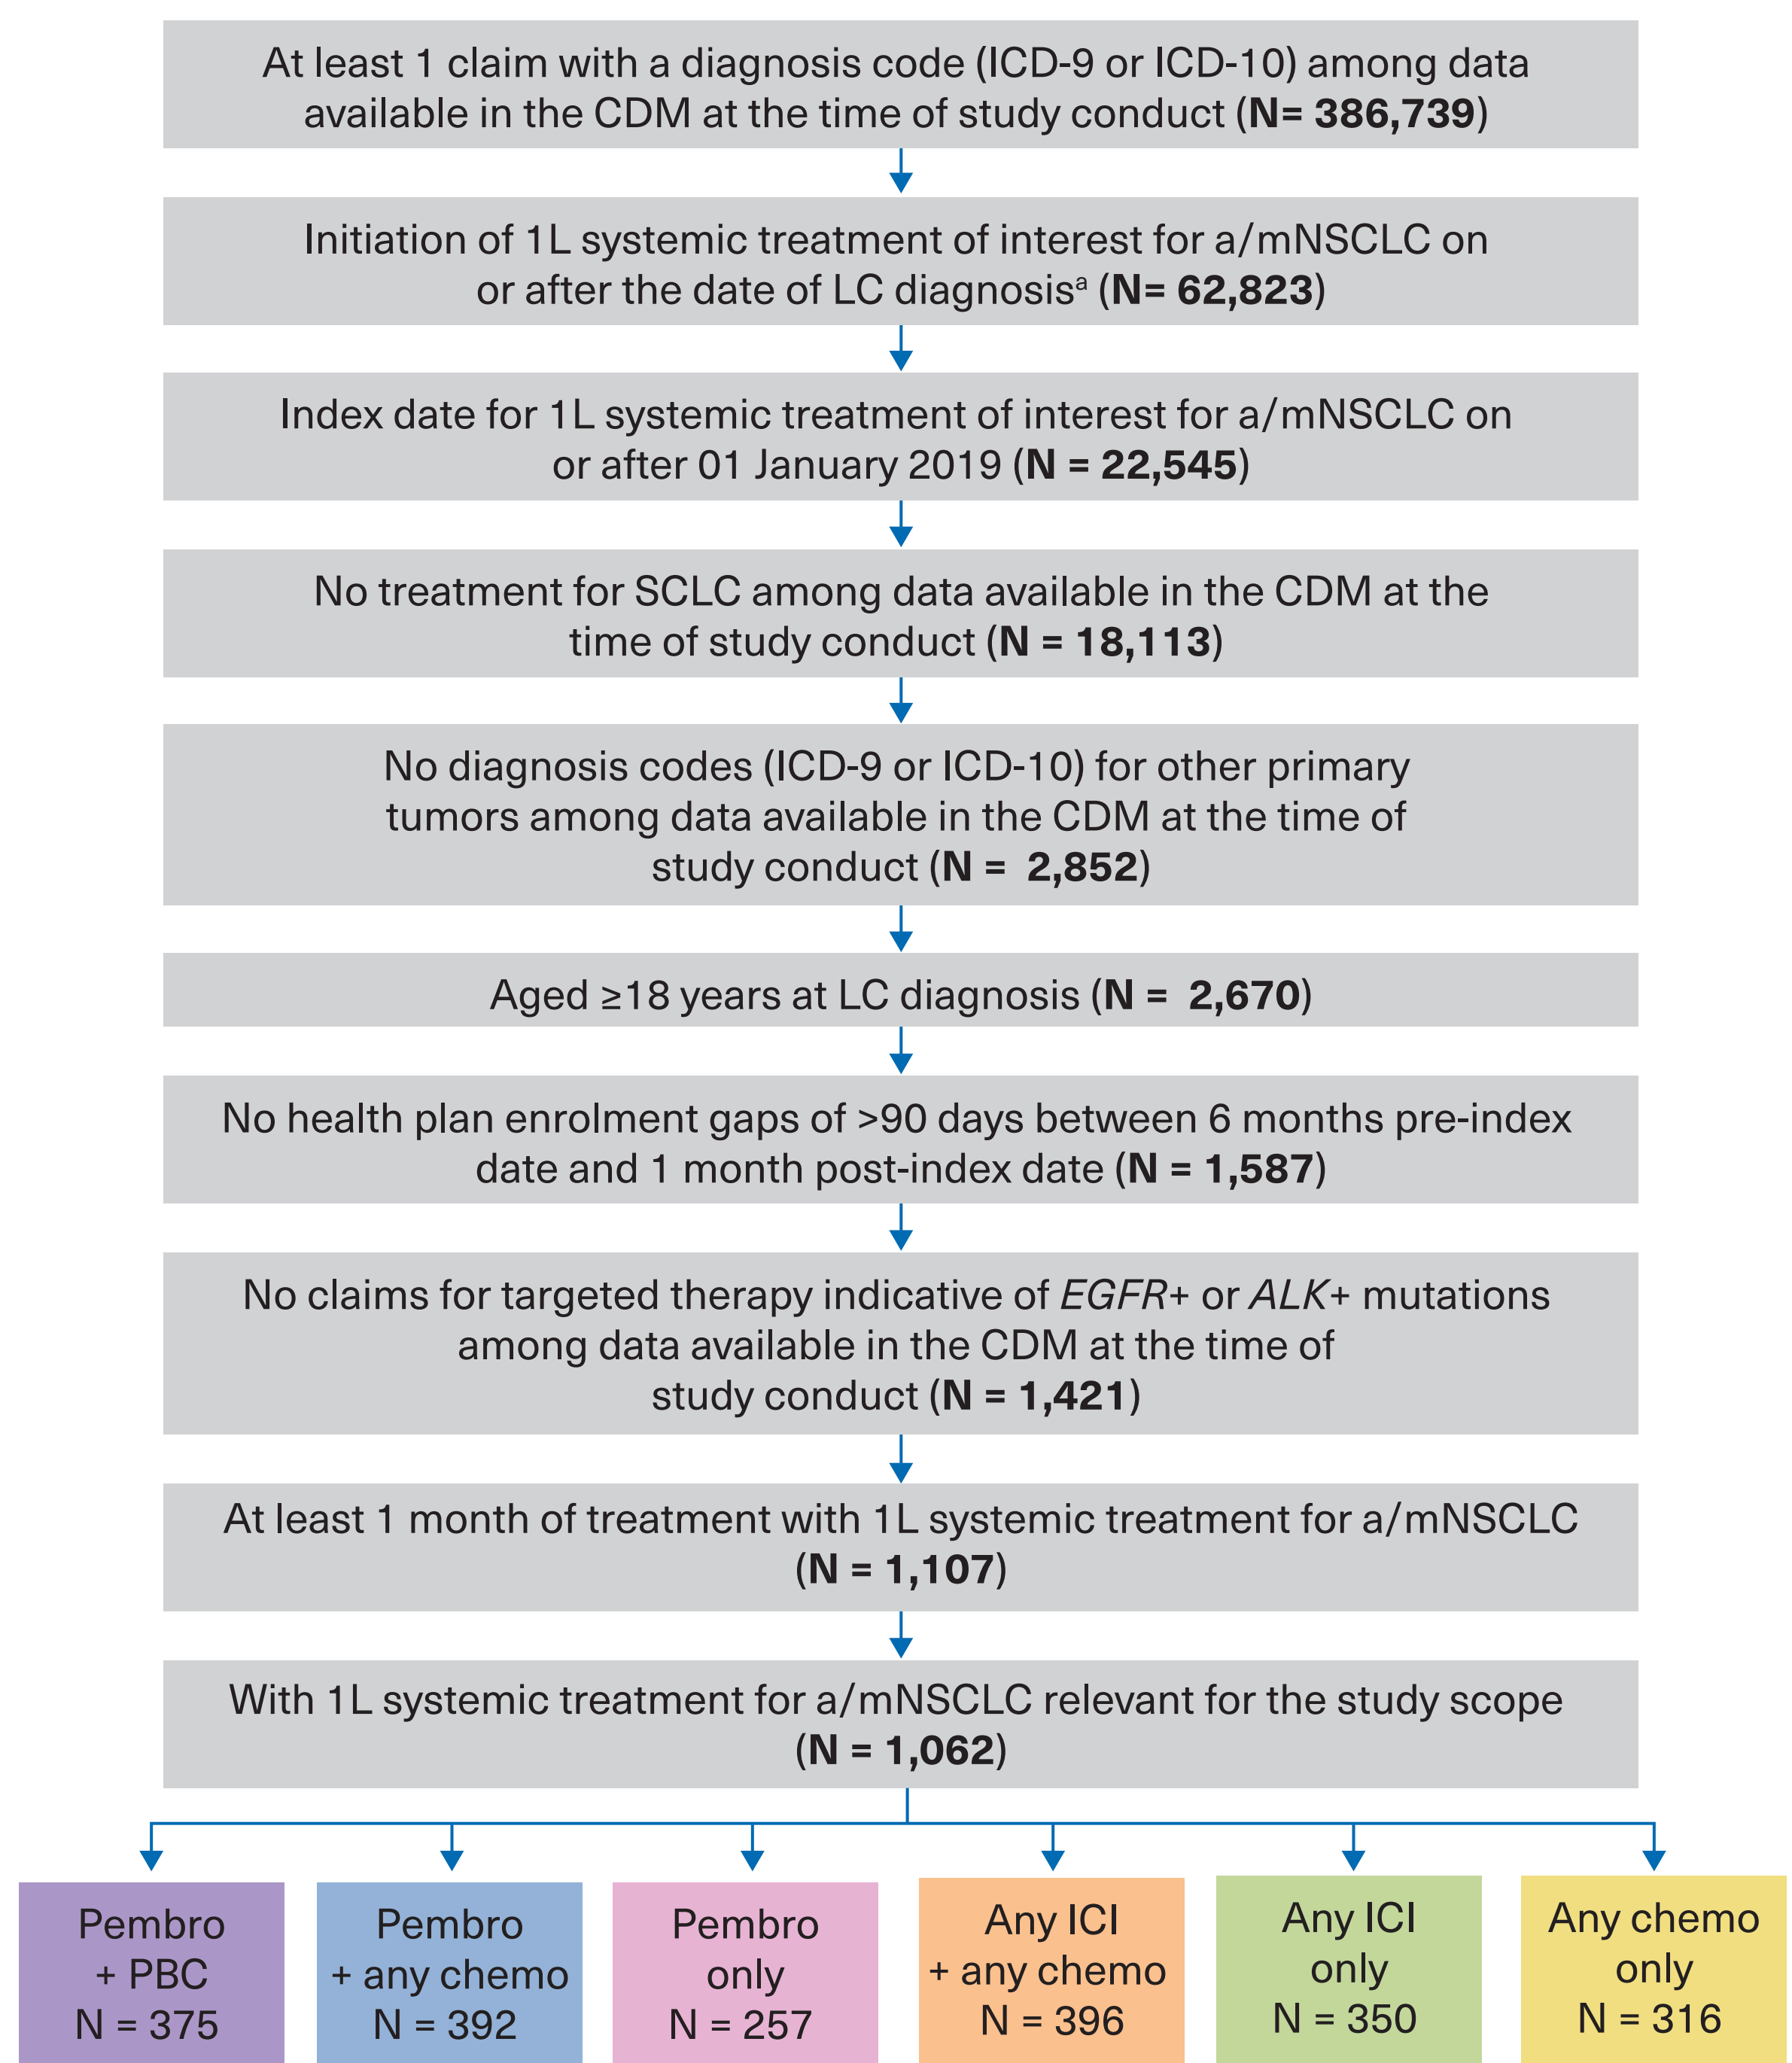 At least 1 claim with a diagnosis code (ICD-9 or ICD-10) among data
available in the CDM at the time of study conduct (N= 386,739)
Initiation of 1L systemic treatment of interest for a/mNSCLC on
or after the date of LC diagnosisᵃ (N= 62,823)
Index date for 1L systemic treatment of interest for a/mNSCLC on
or after 01 January 2019 (N = 22,545)
No treatment for SCLC among data available in the CDM at the
time of study conduct (N = 18,113)
No diagnosis codes (ICD-9 or ICD-10) for other primary
tumors among data available in the CDM at the time of
study conduct (N = 2,852)
Aged ≥18 years at LC diagnosis (N = 2,670)
No health plan enrolment gaps of >90 days between 6 months pre-index
date and 1 month post-index date (N = 1,587)
No claims for targeted therapy indicative of EGFR+ or ALK+ mutations
among data available in the CDM at the time of
study conduct (N = 1,421)
At least 1 month of treatment with 1L systemic treatment for a/mNSCLC
(N = 1,107)
With 1L systemic treatment for a/mNSCLC relevant for the study scope
(N = 1,062)
Pembro
+ PBC
N = 375
Pembro
+ any chemo
N = 392
Pembro
only
N = 257
Any ICI
+ any chemo
N = 396
Any ICI
only
N = 350
Any chemo
only
N = 316